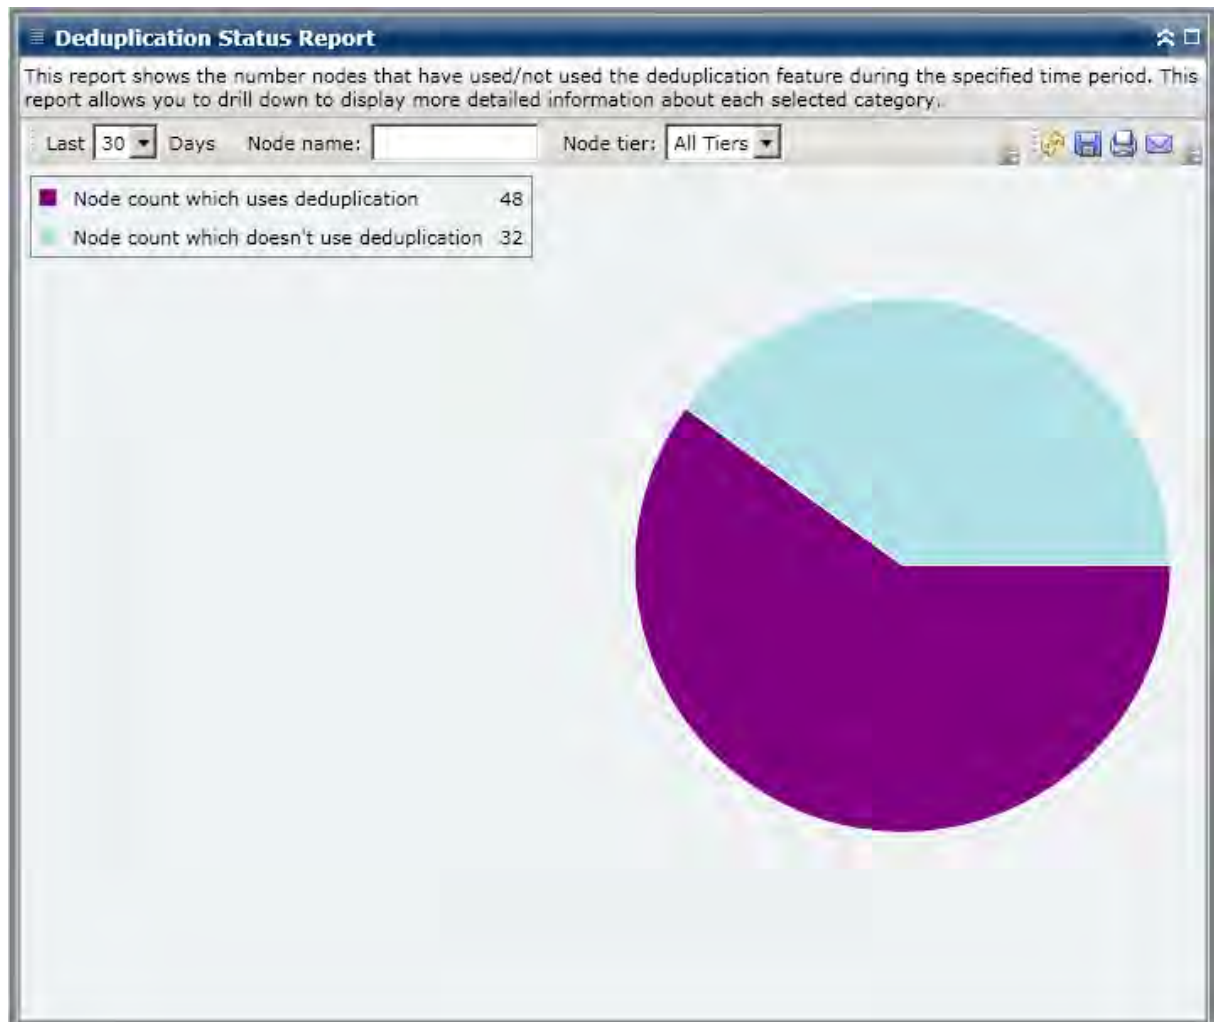 Deduplication Status Report
This report shows the number nodes that have used/not used the deduplication feature during the specified time period. This
report allows you to drill down to display more detailed information about each selected category.
Last 30 Days Node name: Node tier: All Tiers
Node count which uses deduplication 48
Node count which doesn't use deduplication 32